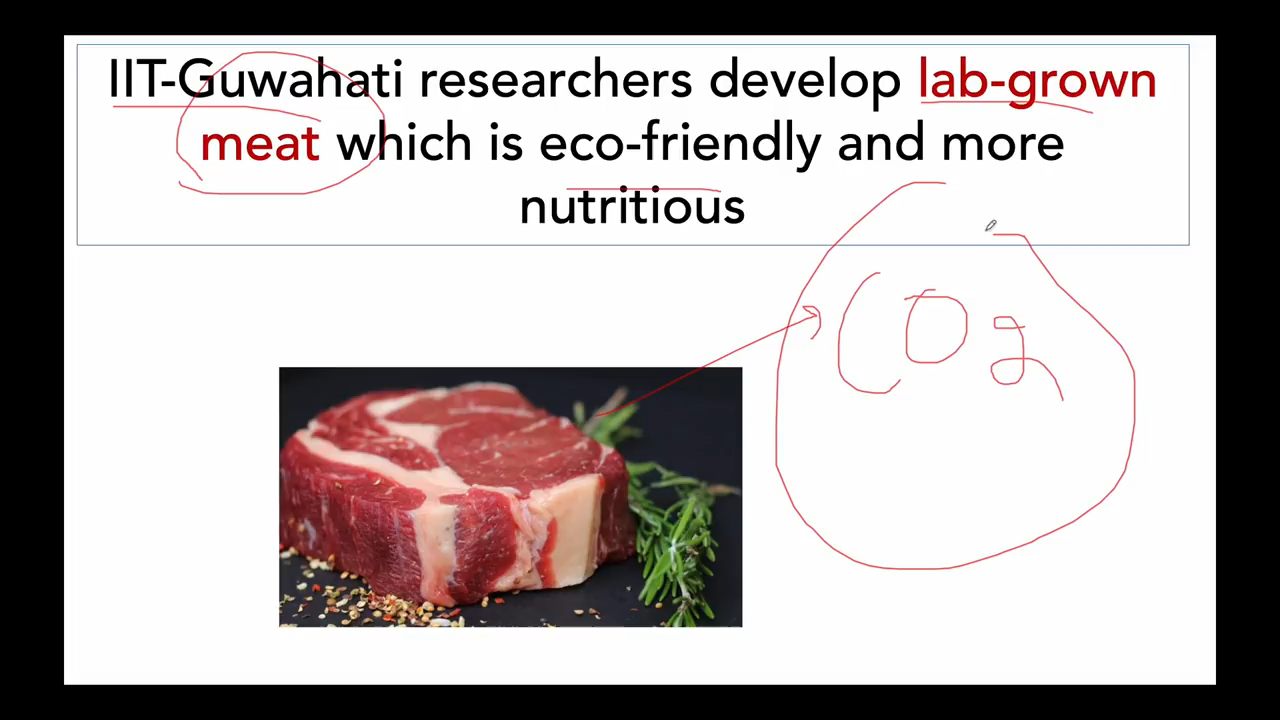 IIT-Guwahati researchers develop lab-grown
meat which is eco-friendly and more
nutritious
CO2